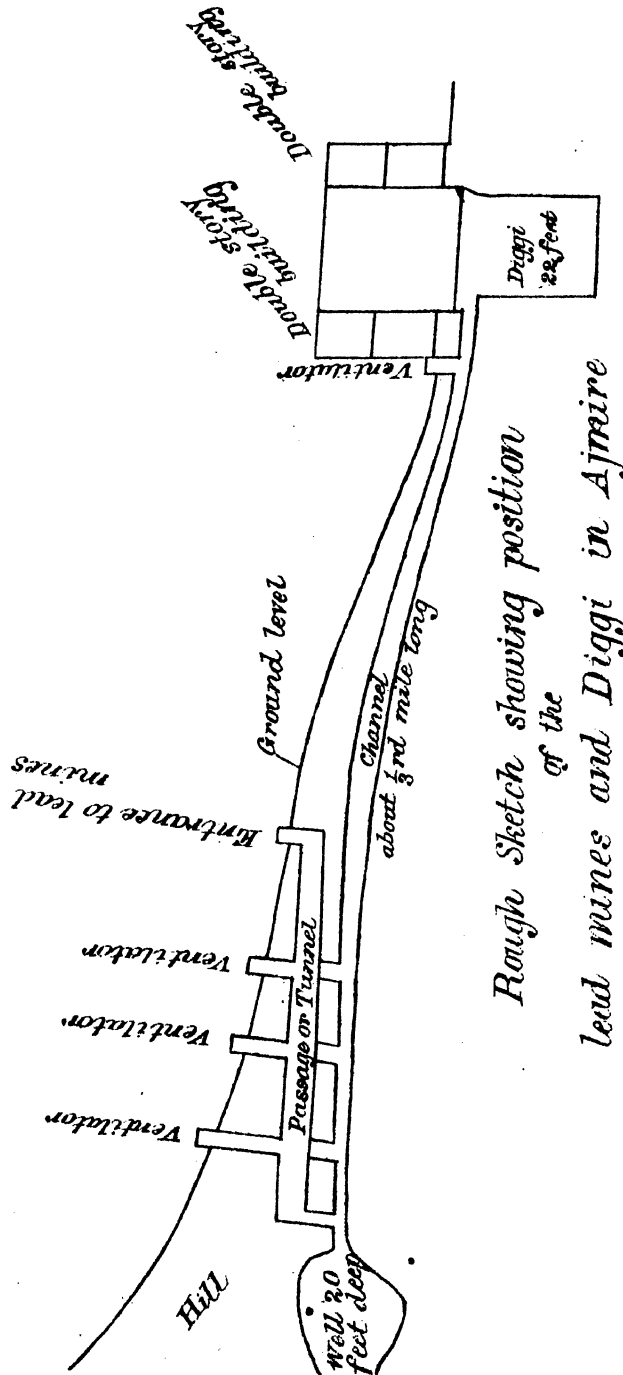 Hill
Well 20
feet deep
Ventilator
Ventilator
Ventilator
Passage or Tunnel
Entrance to lead
mines
Ground level
Channel
about 1/3 rd mile long
Ventilator
Double story
building
Double story
building
Diggi
22 feet
Rough Sketch showing position
of the
lead mines and Diggi in Ajmire